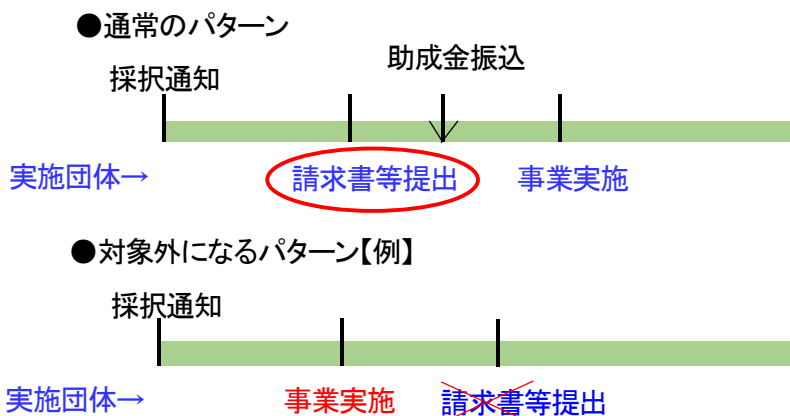 ●通常のパターン
助成金振込
採択通知
実施団体→ 請求書等提出 事業実施
●対象外になるパターン【例】
採択通知
実施団体→ 事業実施 請求書等提出